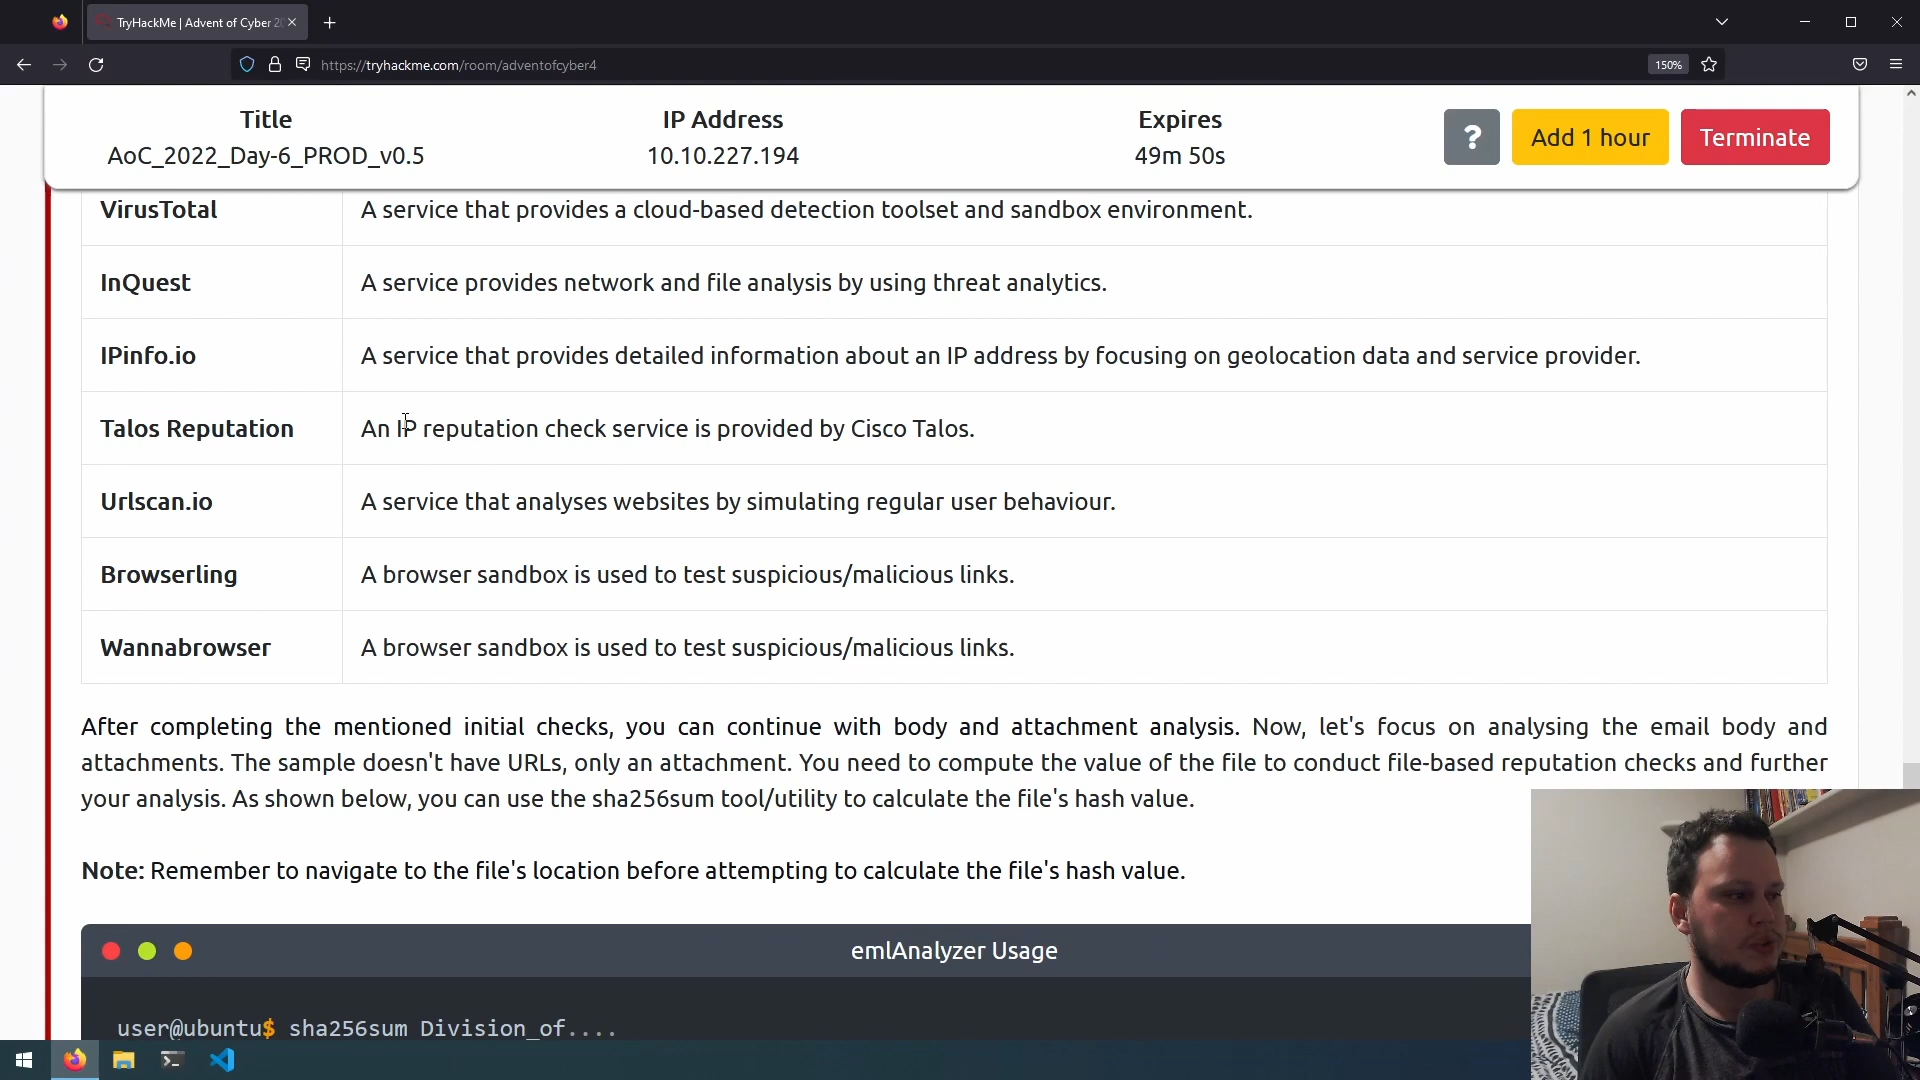 TryHackMe | Advent of Cyber 20
https://tryhackme.com/room/adventofcyber4
150%
Title
IP Address
Expires
AoC_2022_Day-6_PROD_v0.5
10.10.227.194
49m 50s
?
Add 1 hour
Terminate
VirusTotal
A service that provides a cloud-based detection toolset and sandbox environment.
InQuest
A service provides network and file analysis by using threat analytics.
IPinfo.io
A service that provides detailed information about an IP address by focusing on geolocation data and service provider.
Talos Reputation
An IP reputation check service is provided by Cisco Talos.
Urlscan.io
A service that analyses websites by simulating regular user behaviour.
Browserling
A browser sandbox is used to test suspicious/malicious links.
Wannabrowser
A browser sandbox is used to test suspicious/malicious links.
After completing the mentioned initial checks, you can continue with body and attachment analysis. Now, let's focus on analysing the email body and
attachments. The sample doesn't have URLs, only an attachment. You need to compute the value of the file to conduct file-based reputation checks and further
your analysis. As shown below, you can use the sha256sum tool/utility to calculate the file's hash value.
Note: Remember to navigate to the file's location before attempting to calculate the file's hash value.
emlAnalyzer Usage
user@ubuntu$ sha256sum Division_of....